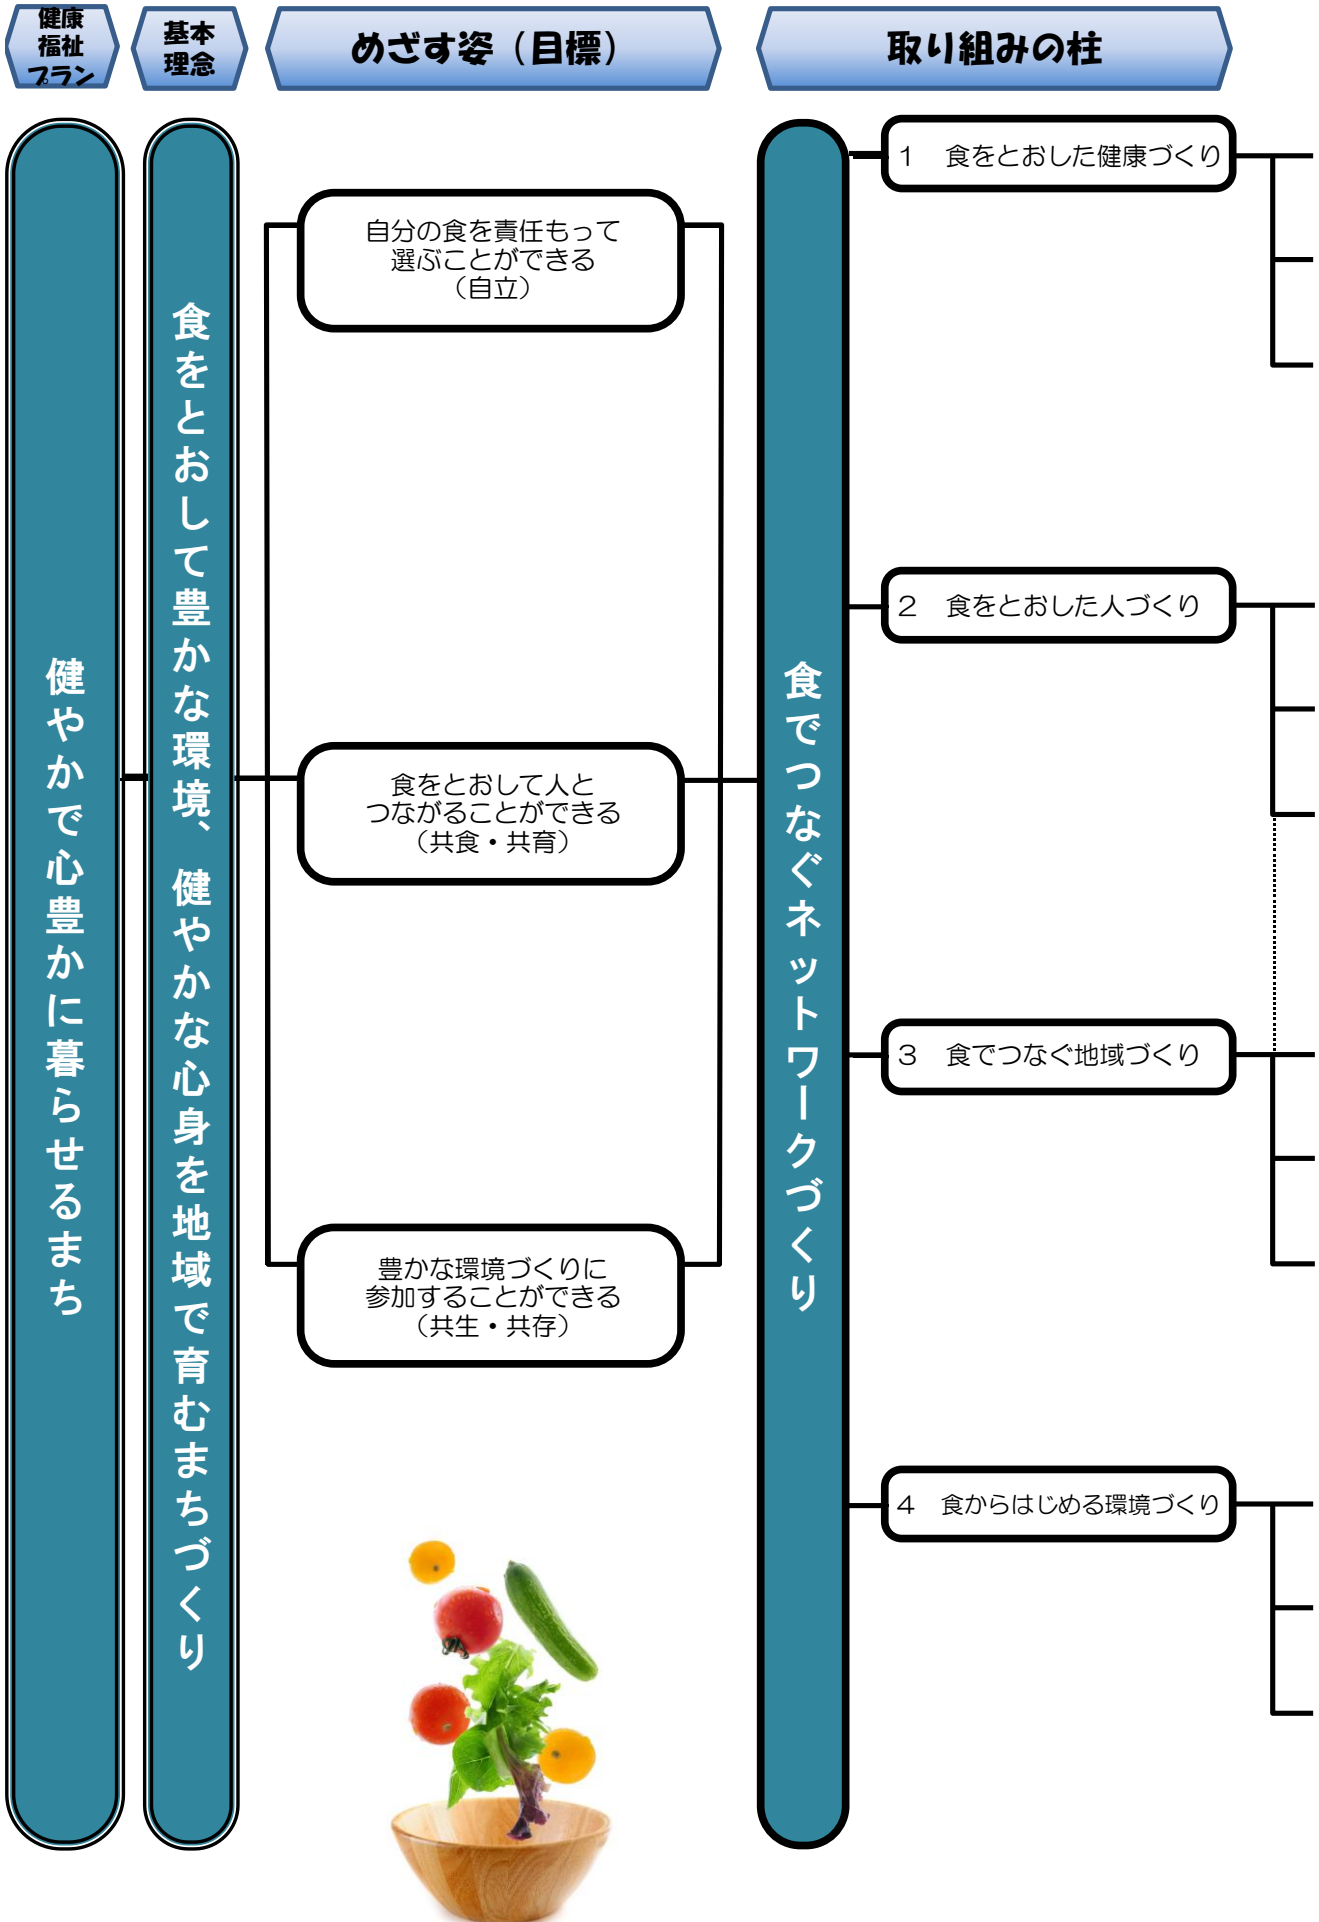 健康
福祉
プラン
基本
理念
めざす姿（目標）
取り組みの柱
健やかで心豊かに暮らせるまち
食をとおして豊かな環境、健やかな心身を地域で育むまちづくり
自分の食を責任もって
選ぶことができる
（自立）
食をとおして人と
つながることができる
（共食・共育）
豊かな環境づくりに
参加することができる
（共生・共存）
食でつなぐネットワークづくり
１　食をとおした健康づくり
２　食をとおした人づくり
３　食でつなぐ地域づくり
４　食からはじめる環境づくり